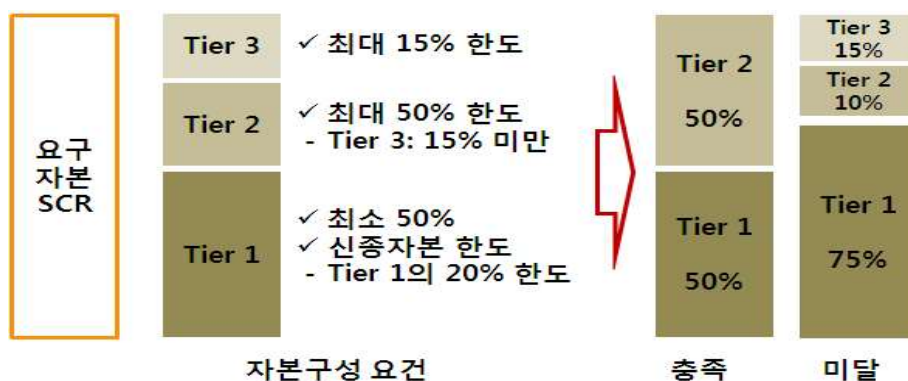 요구
자본
SCR
Tier 3
✓ 최대 15% 한도
Tier 2
✓ 최대 50% 한도
- Tier 3: 15% 미만
Tier 1
✓ 최소 50%
✓ 신종자본 한도
- Tier 1의 20% 한도
Tier 2
50%
Tier 1
50%
Tier 3
15%
Tier 2
10%
Tier 1
75%
자본구성 요건
충족
미달